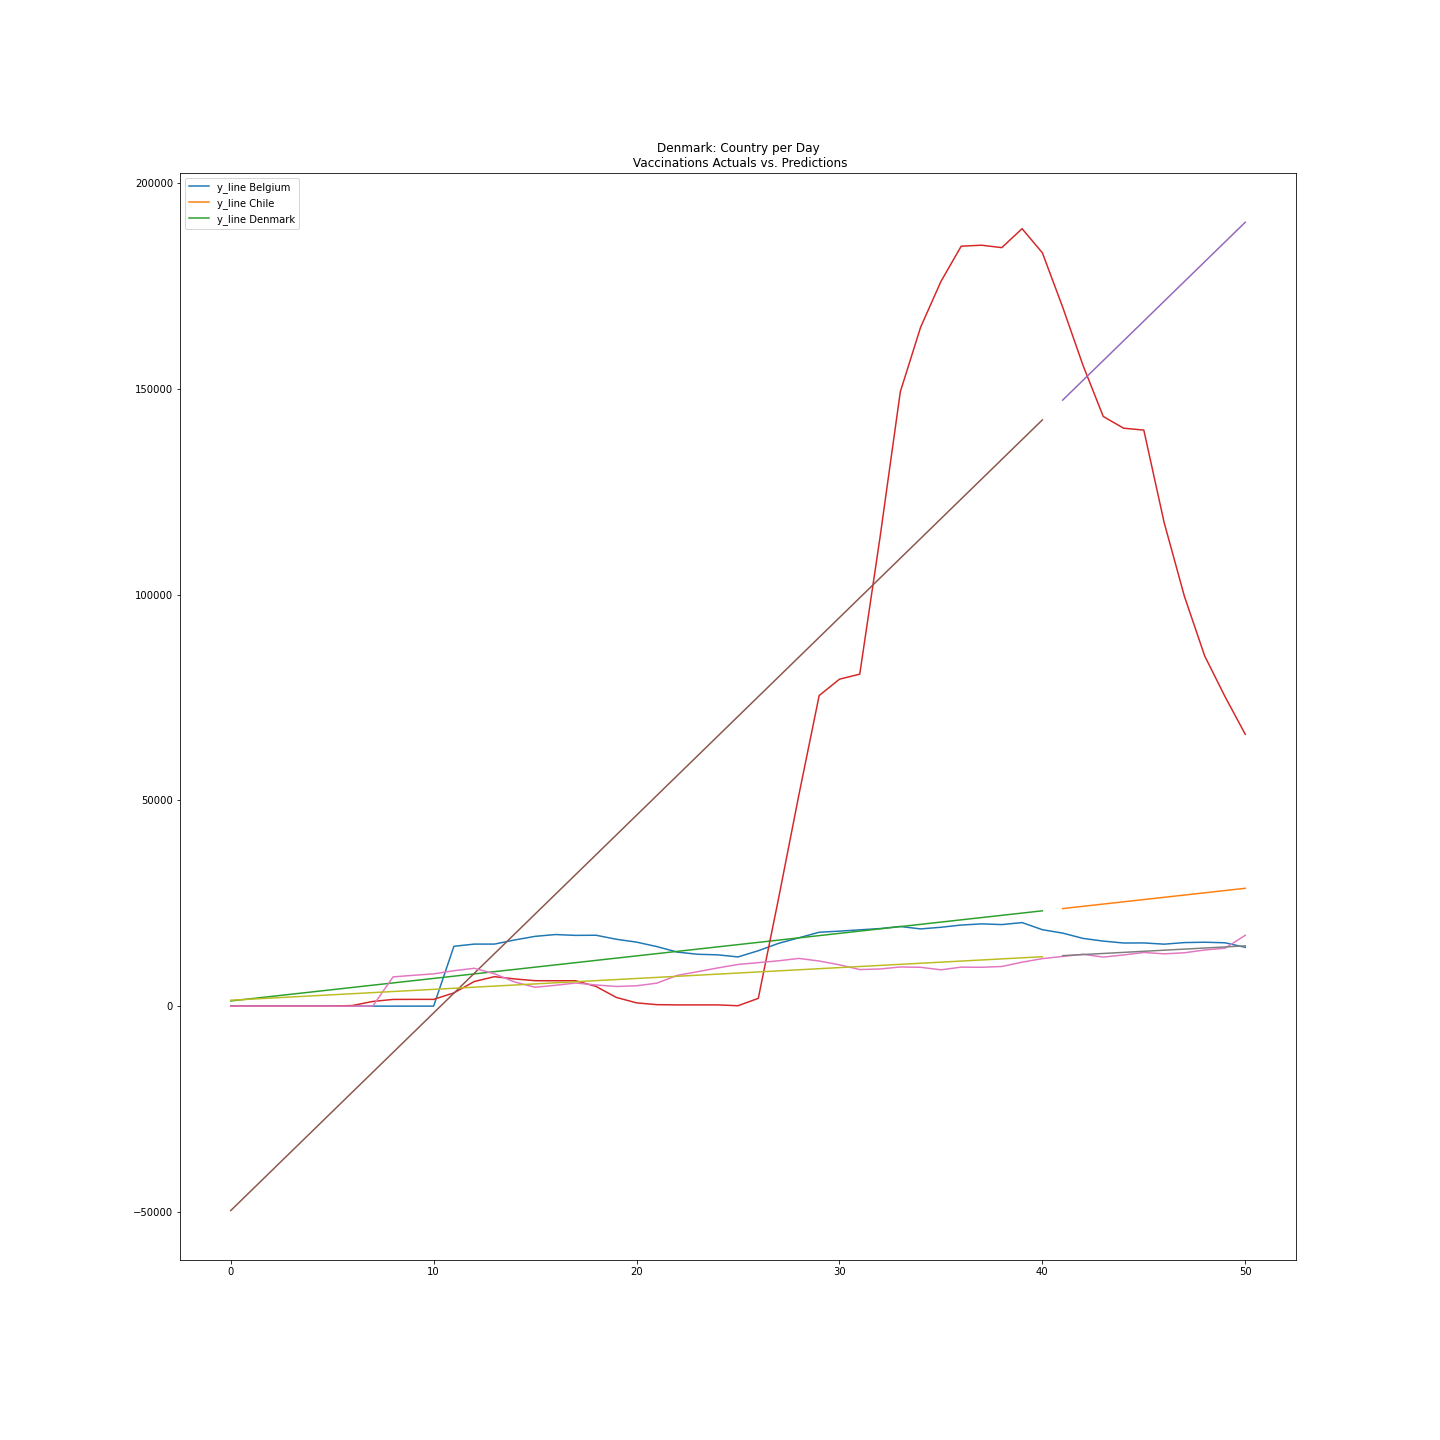 Denmark: Country per Day
Vaccinations Actuals vs. Predictions
y_line Belgium
y_line Chile
y_line Denmark
200000
150000
100000
50000
0
−50000
0 10 20 30 40 50